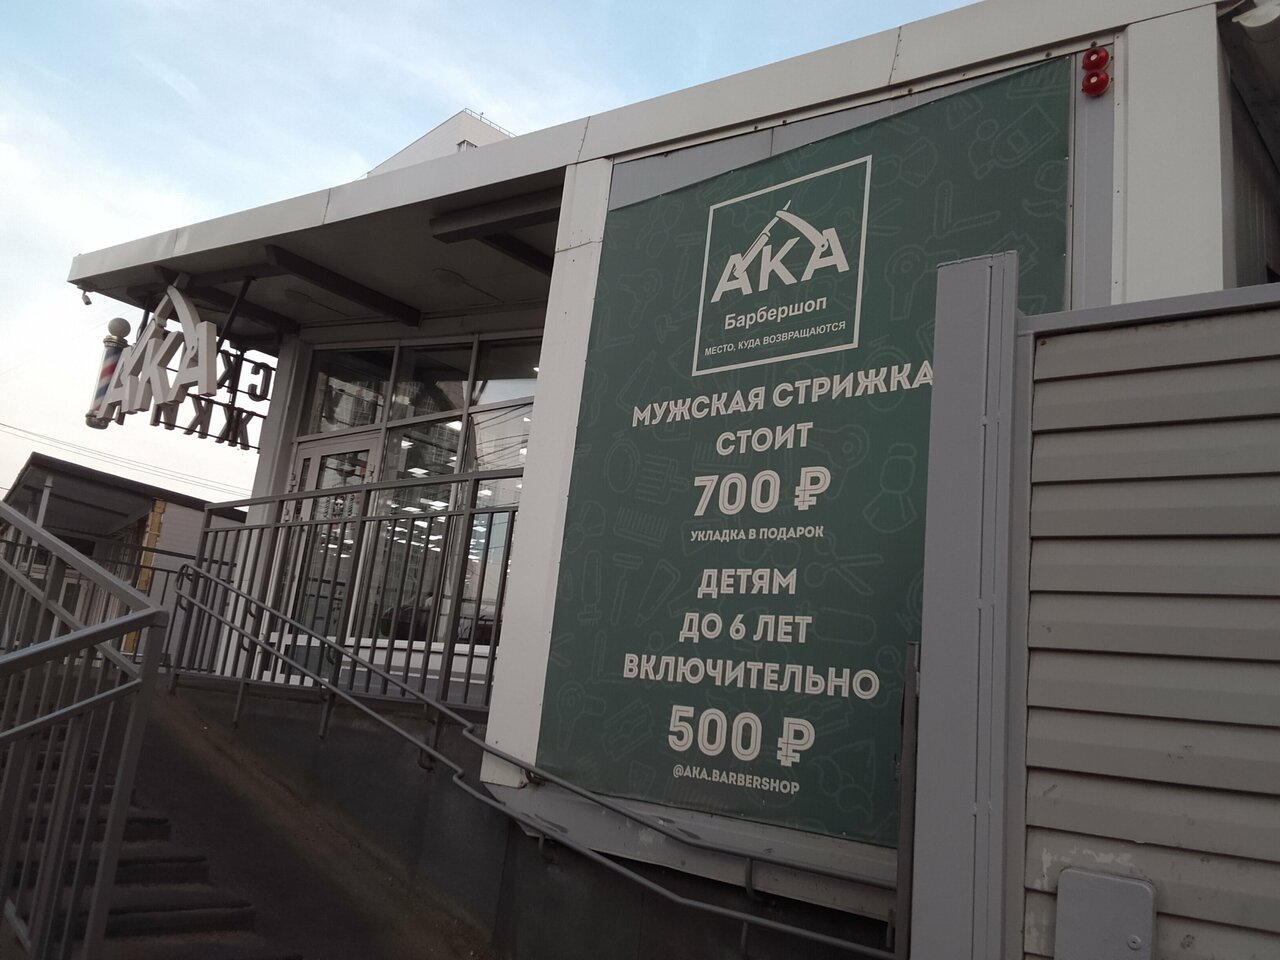 АКА
АКА
Барбершоп
МЕСТО, КУДА ВОЗВРАЩАЮТСЯ
МУЖСКАЯ СТРИЖКА
СТОИТ
700 ₽
УКЛАДКА В ПОДАРОК
ДЕТЯМ
ДО 6 ЛЕТ
ВКЛЮЧИТЕЛЬНО
500 ₽
@AKA.BARBERSHOP